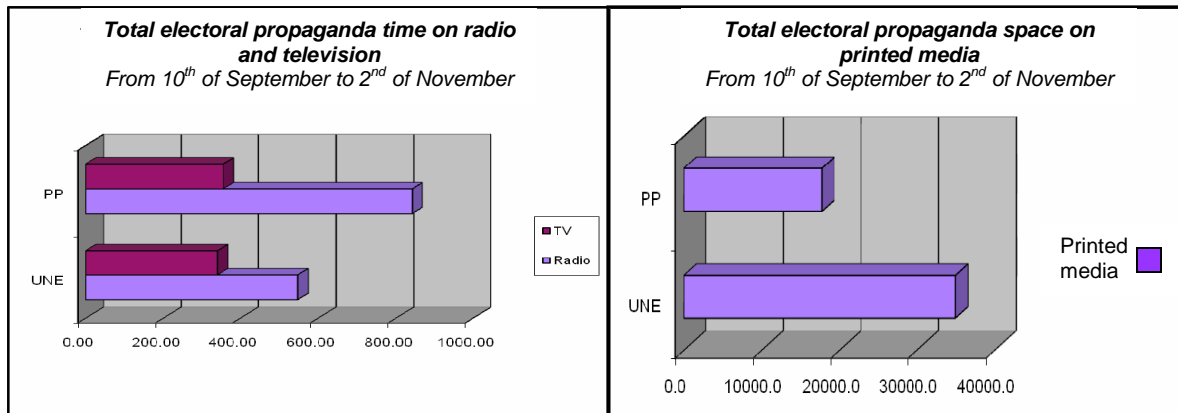 Total electoral propaganda time on radio
and television
From 10th of September to 2nd of November
PP
UNE
0.00 200.00 400.00 600.00 800.00 1000.00
TV
Radio
Total electoral propaganda space on
printed media
From 10th of September to 2nd of November
PP
UNE
0.0 10000.0 20000.0 30000.0 40000.0
Printed
media